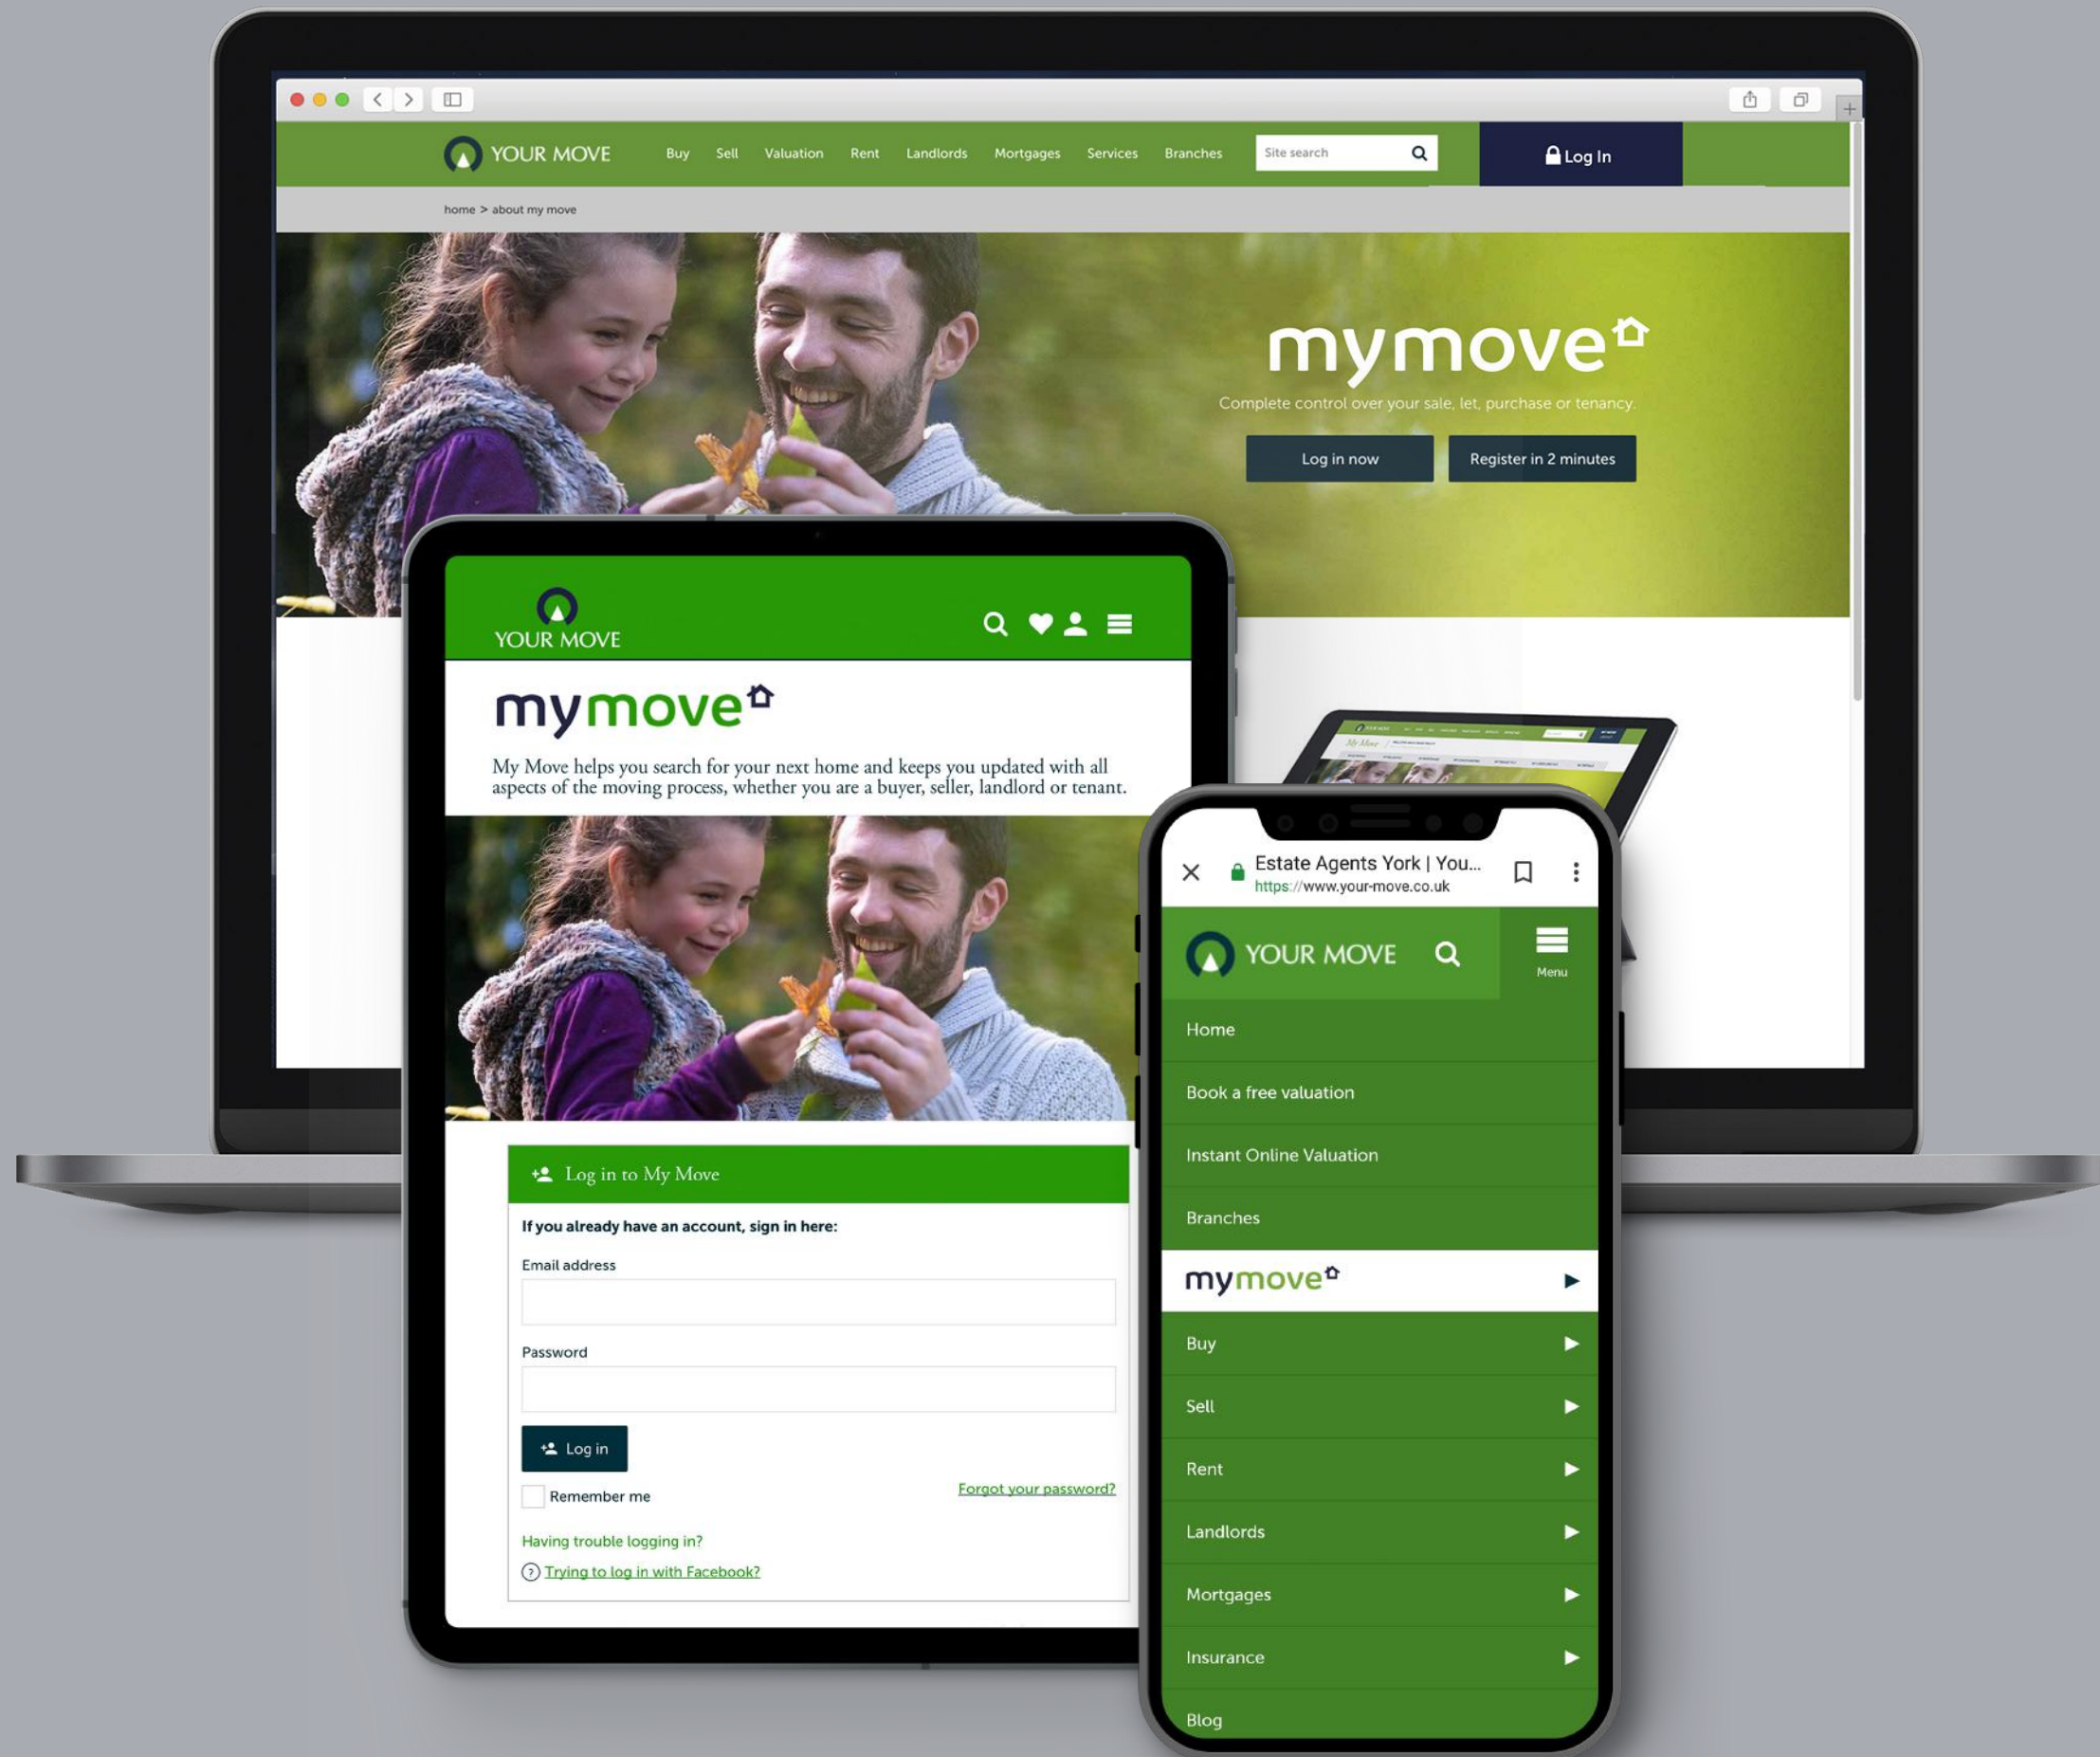 YOUR MOVE
Buy Sell Valuation Rent Landlords Mortgages Services Branches Site search Log In
home > about my move
mymove
Complete control over your sale, let, purchase or tenancy.
Log in now Register in 2 minutes
YOUR MOVE
mymove
My Move helps you search for your next home and keeps you updated with all
aspects of the moving process, whether you are a buyer, seller, landlord or tenant.
Log in to My Move
If you already have an account, sign in here:
Email address
Password
Log in
Remember me
Forgot your password?
Having trouble logging in?
Trying to log in with Facebook?
My Move
Estate Agents York | You...
https://www.your-move.co.uk
YOUR MOVE
Menu
Home
Book a free valuation
Instant Online Valuation
Branches
mymove
Buy
Sell
Rent
Landlords
Mortgages
Insurance
Blog